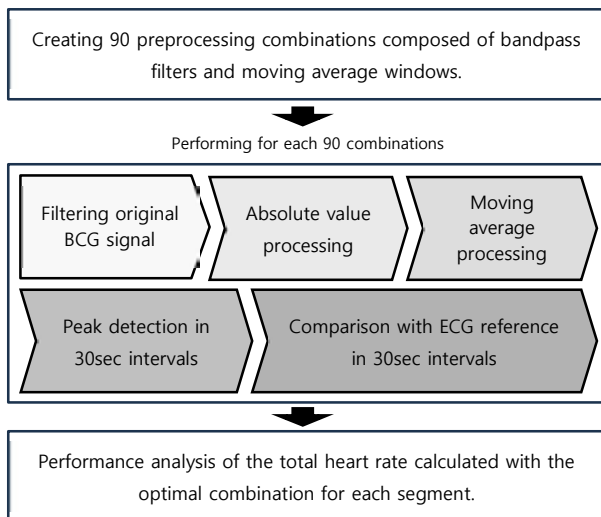 Creating 90 preprocessing combinations composed of bandpass
filters and moving average windows.
Performing for each 90 combinations
Filtering original
BCG signal
Absolute value
processing
Moving
average
processing
Peak detection in
30sec intervals
Comparison with ECG reference
in 30sec intervals
Performance analysis of the total heart rate calculated with the
optimal combination for each segment.